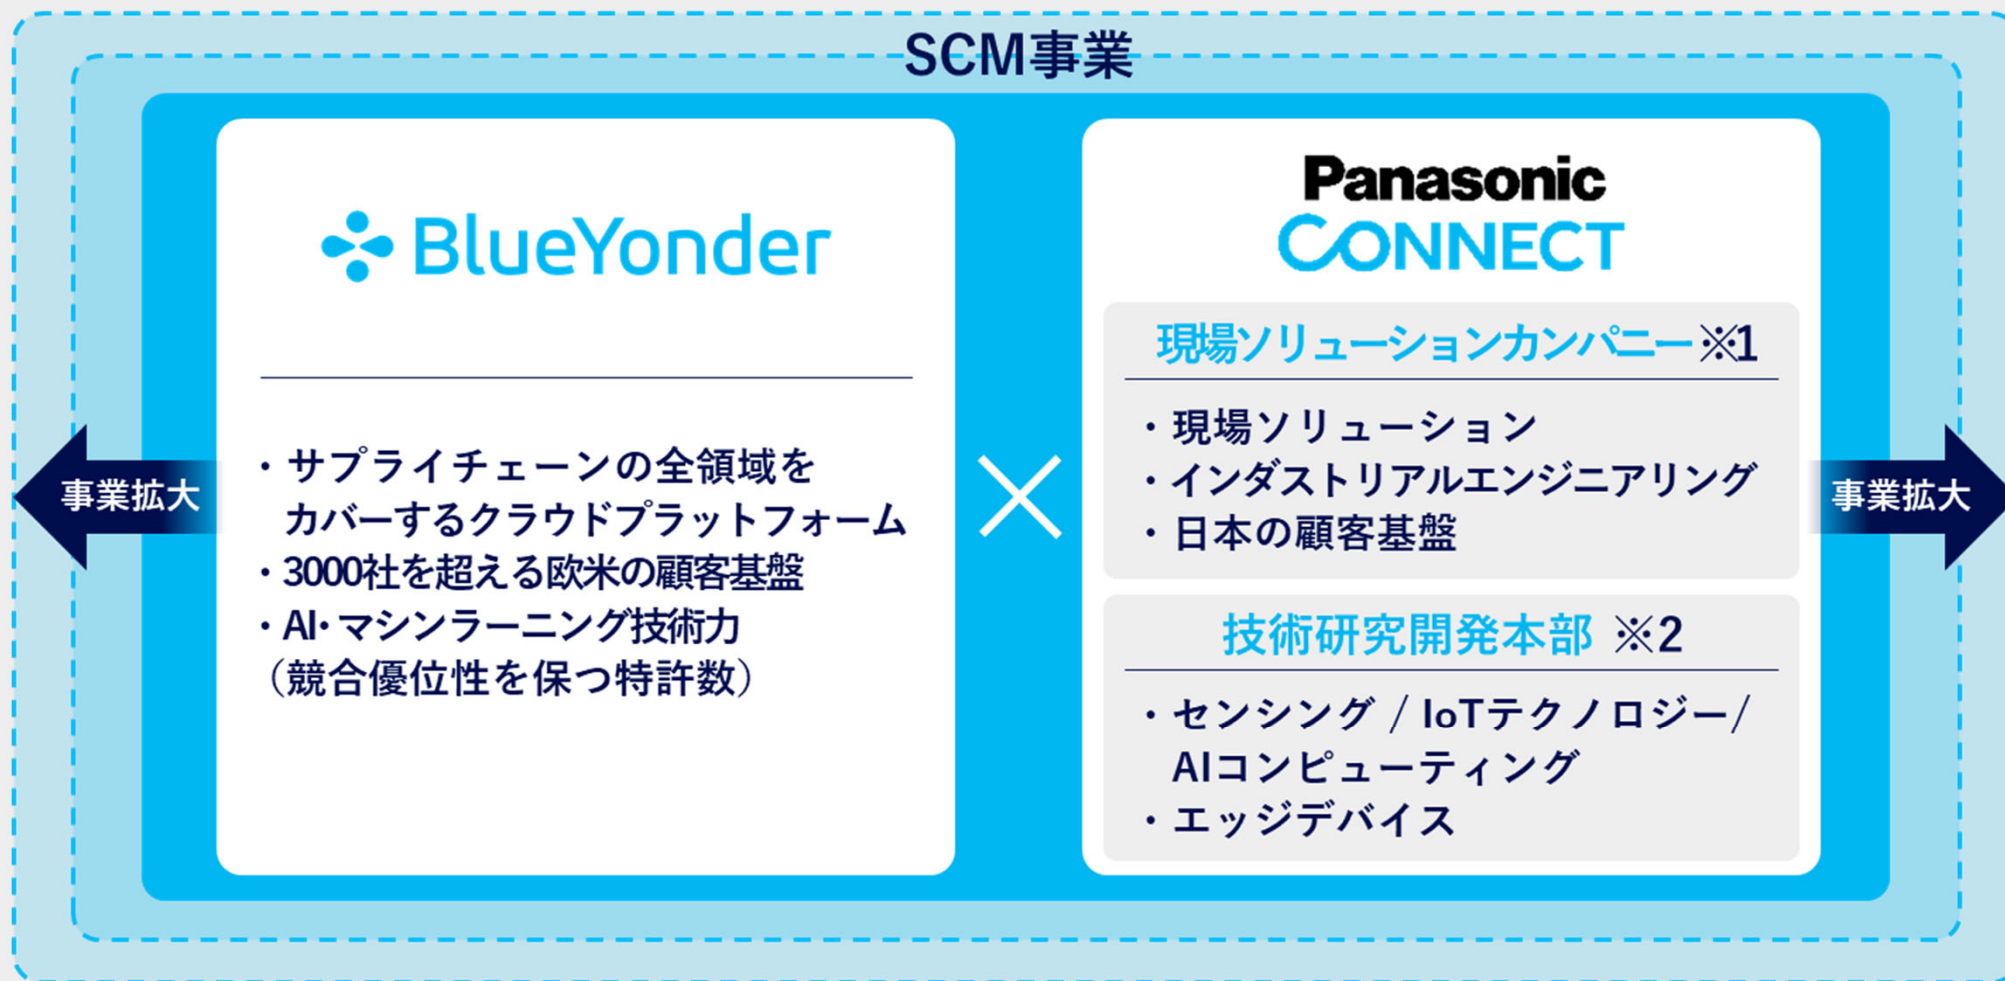 SCM事業
BlueYonder
・サプライチェーンの全領域を
カバーするクラウドプラットフォーム
・3000社を超える欧米の顧客基盤
・AI・マシンラーニング技術力
（競合優位性を保つ特許数）
Panasonic
CONNECT
現場ソリューションカンパニー※1
・現場ソリューション
・インダストリアルエンジニアリング
・日本の顧客基盤
技術研究開発本部 ※2
・センシング / IoTテクノロジー/
AIコンピューティング
・エッジデバイス
事業拡大
事業拡大